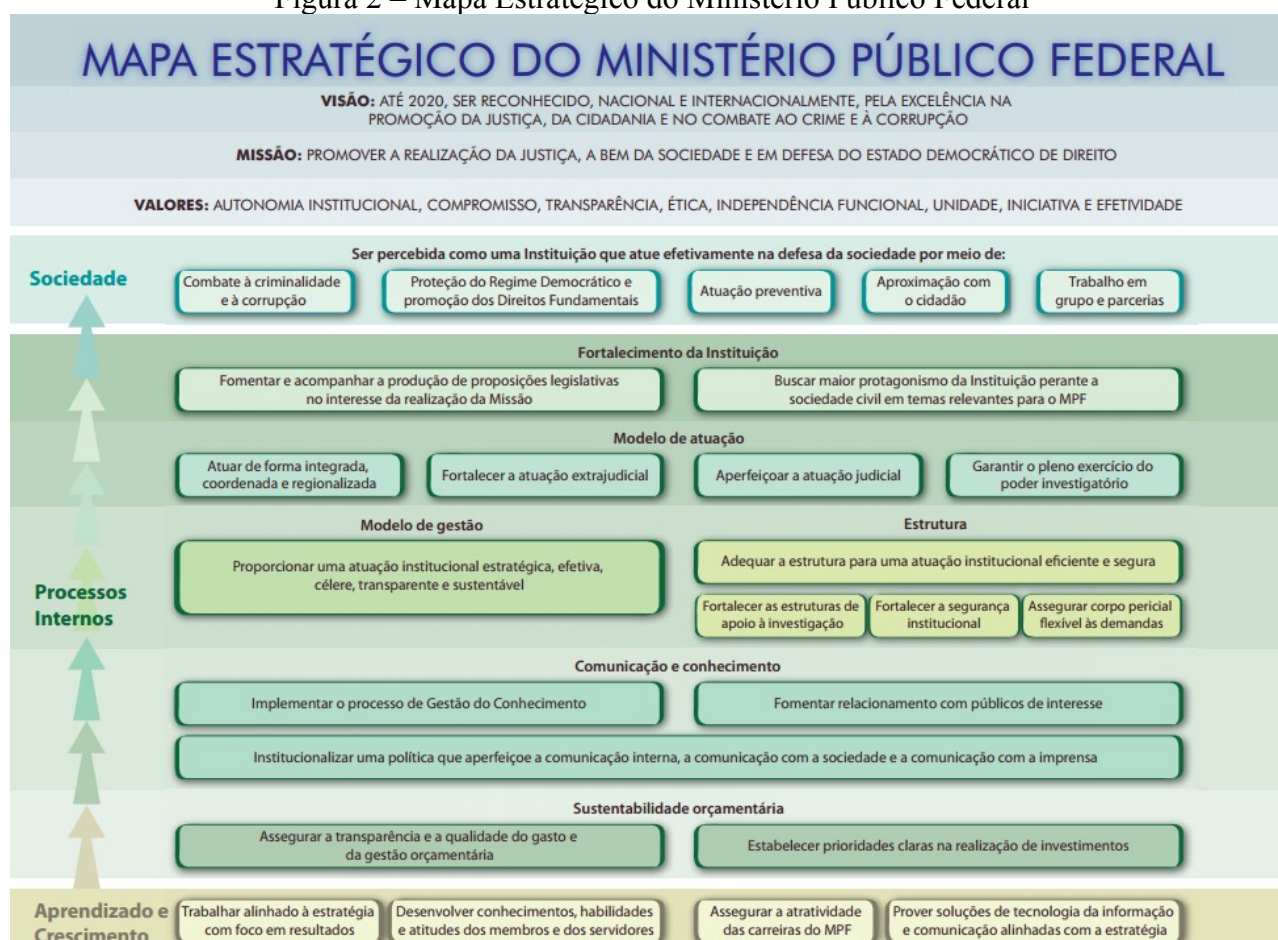 Figura 2 – Mapa Estratégico do Ministério Público Federal
MAPA ESTRATÉGICO DO MINISTÉRIO PÚBLICO FEDERAL
VISÃO: ATÉ 2020, SER RECONHECIDO, NACIONAL E INTERNACIONALMENTE, PELA EXCELÊNCIA NA
PROMOÇÃO DA JUSTIÇA, DA CIDADANIA E NO COMBATE AO CRIME E À CORRUPÇÃO
MISSÃO: PROMOVER A REALIZAÇÃO DA JUSTIÇA, A BEM DA SOCIEDADE E EM DEFESA DO ESTADO DEMOCRÁTICO DE DIREITO
VALORES: AUTONOMIA INSTITUCIONAL, COMPROMISSO, TRANSPARÊNCIA, ÉTICA, INDEPENDÊNCIA FUNCIONAL, UNIDADE, INICIATIVA E EFETIVIDADE
Sociedade
Ser percebida como uma Instituição que atue efetivamente na defesa da sociedade por meio de:
Combate à criminalidade
e à corrupção
Proteção do Regime Democrático e
promoção dos Direitos Fundamentais
Atuação preventiva
Aproximação com
o cidadão
Trabalho em
grupo e parcerias
Processos
Internos
Fortalecimento da Instituição
Fomentar e acompanhar a produção de proposições legislativas
no interesse da realização da Missão
Buscar maior protagonismo da Instituição perante a
sociedade civil em temas relevantes para o MPF
Modelo de atuação
Atuar de forma integrada,
coordenada e regionalizada
Fortalecer a atuação extrajudicial
Aperfeiçoar a atuação judicial
Garantir o pleno exercício do
poder investigatório
Modelo de gestão
Proporcionar uma atuação institucional estratégica, efetiva,
célere, transparente e sustentável
Estrutura
Adequar a estrutura para uma atuação institucional eficiente e segura
Fortalecer as estruturas de
apoio à investigação
Fortalecer a segurança
institucional
Assegurar corpo pericial
flexível às demandas
Comunicação e conhecimento
Implementar o processo de Gestão do Conhecimento
Fomentar relacionamento com públicos de interesse
Institucionalizar uma política que aperfeiçoe a comunicação interna, a comunicação com a sociedade e a comunicação com a imprensa
Sustentabilidade orçamentária
Assegurar a transparência e a qualidade do gasto e
da gestão orçamentária
Estabelecer prioridades claras na realização de investimentos
Aprendizado e
Crescimento
Trabalhar alinhado à estratégia
com foco em resultados
Desenvolver conhecimentos, habilidades
e atitudes dos membros e dos servidores
Assegurar a atratividade
das carreiras do MPF
Prover soluções de tecnologia da informação
e comunicação alinhadas com a estratégia